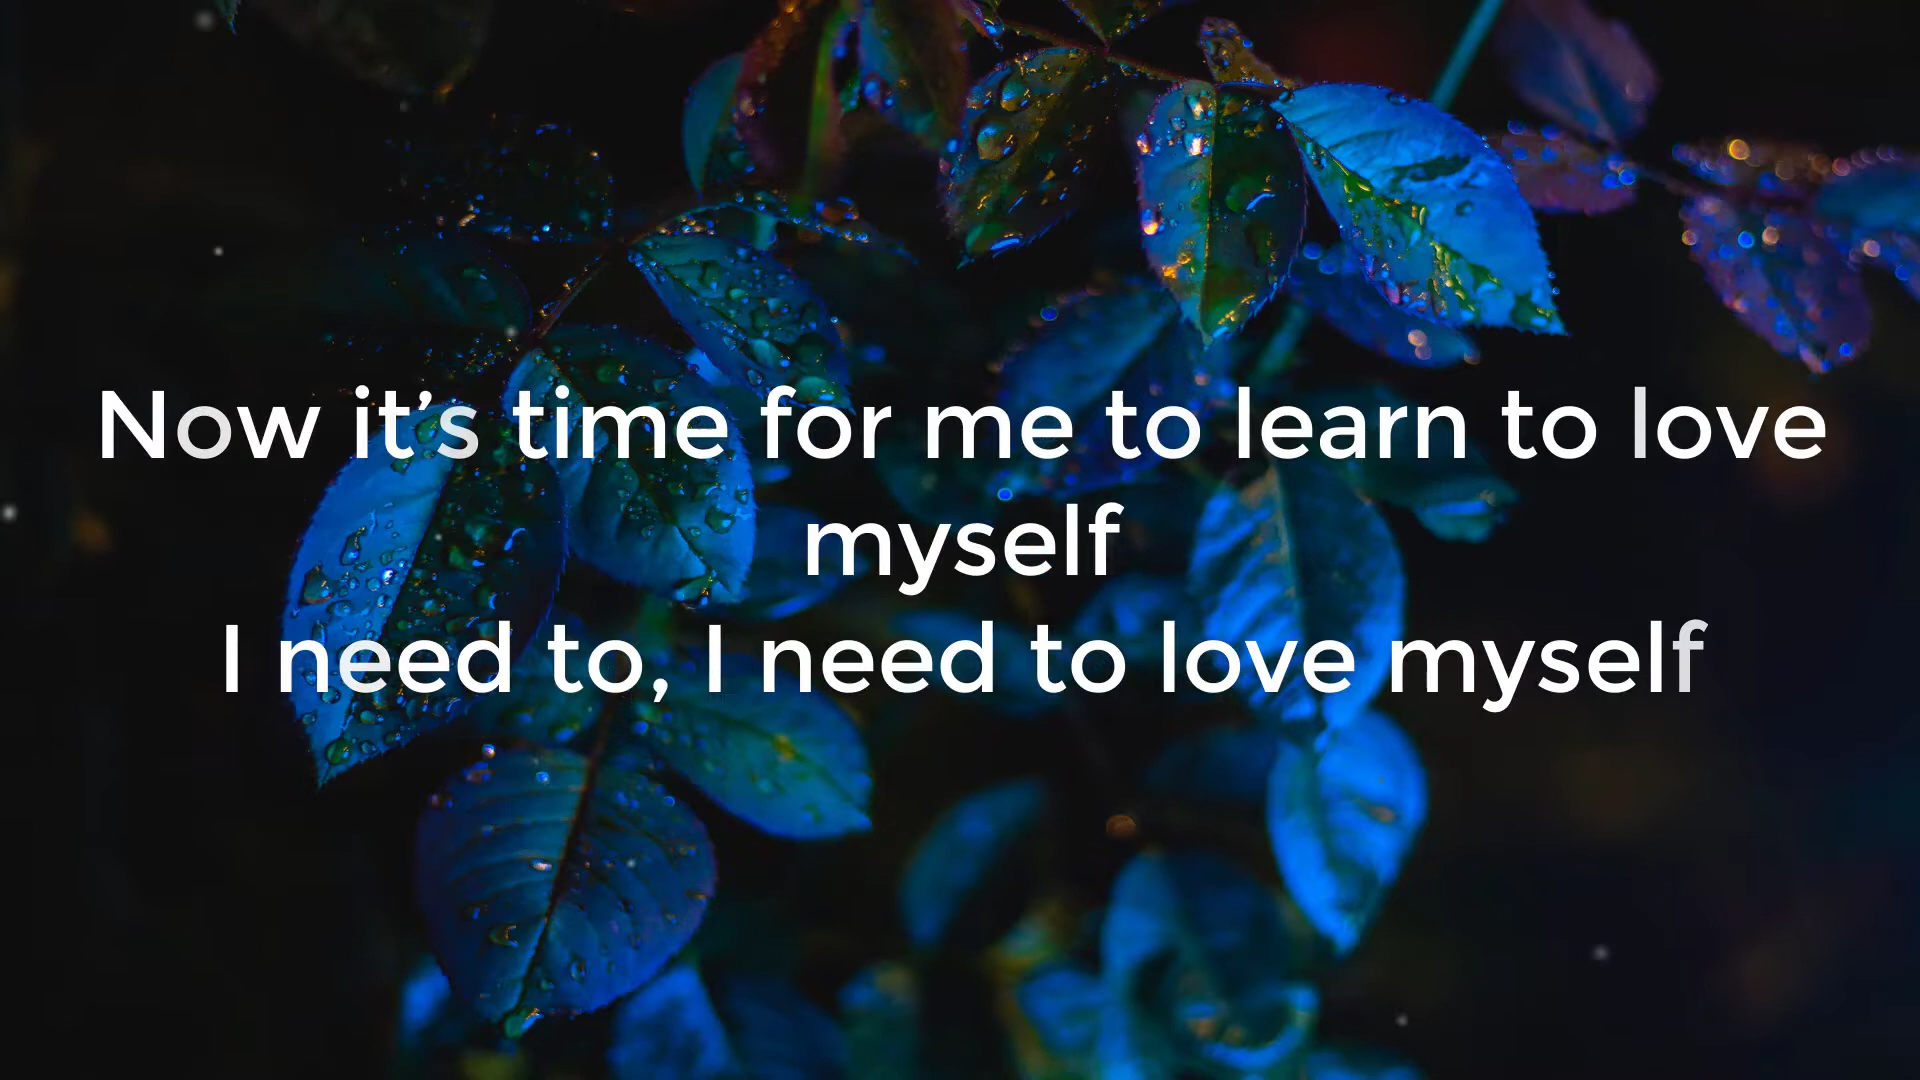 Now it’s time for me to learn to love
myself
I need to, I need to love myself